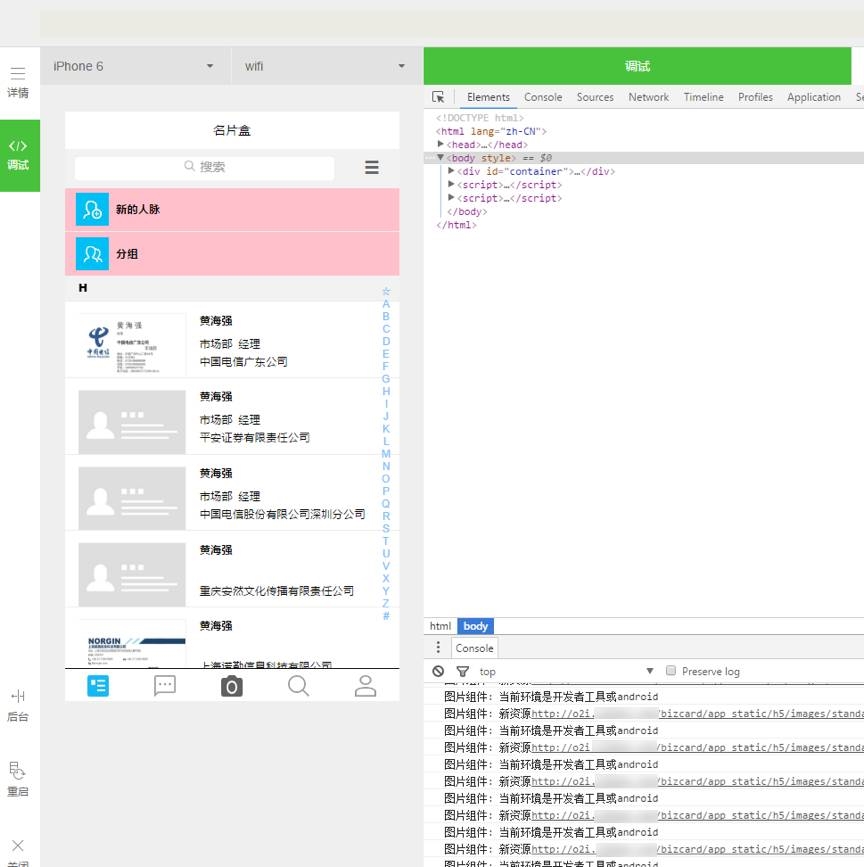 iPhone 6
wifi
调试
详情
调试
后台
重启
Elements Console Sources Network Timeline Profiles Application
<!DOCTYPE html>
<html lang="zh-CN">
<head>…</head>
<body style> == $0
<div id="container">…</div>
<script>…</script>
<script>…</script>
</body>
</html>
名片盒
搜索
新的人脉
分组
H
黄海强
市场部 经理
中国电信广东公司
黄海强
中国电信
黄海强
市场部 经理
平安证券有限责任公司
黄海强
市场部 经理
中国电信股份有限公司深圳分公司
黄海强
重庆安然文化传播有限责任公司
黄海强
上海诺勤信息科技有限公司
NORGIN
☆
A
B
C
D
E
F
G
H
I
J
K
L
M
N
O
P
Q
R
S
T
U
V
X
Y
Z
#
html body
Console
top
Preserve log
图片组件: 当前环境是开发者工具或android
图片组件: 新资源http://o2i. /bizcard/app_static/h5/images/standa
图片组件: 当前环境是开发者工具或android
图片组件: 新资源http://o2i. /bizcard/app_static/h5/images/standa
图片组件: 当前环境是开发者工具或android
图片组件: 新资源http://o2i. /bizcard/app_static/h5/images/standa
图片组件: 当前环境是开发者工具或android
图片组件: 新资源http://o2i. /bizcard/app_static/h5/images/standa
图片组件: 当前环境是开发者工具或android
图片组件: 新资源http://o2i. /bizcard/app_static/h5/images/standa
图片组件: 当前环境是开发者工具或android